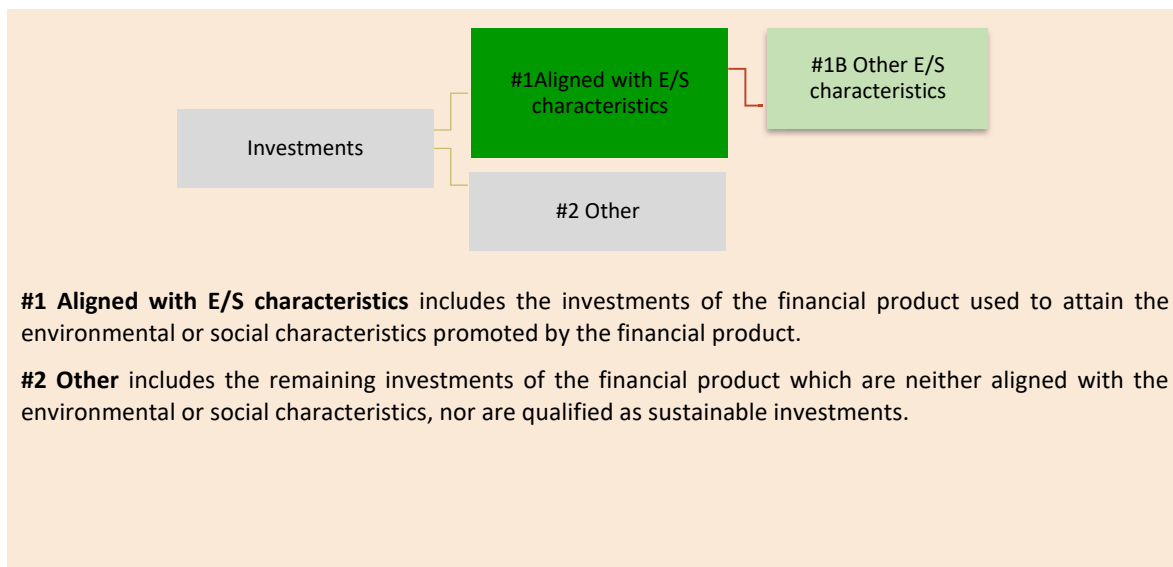 #1Aligned with E/S
characteristics
#1B Other E/S
characteristics
Investments
#2 Other
#1 Aligned with E/S characteristics includes the investments of the financial product used to attain the
environmental or social characteristics promoted by the financial product.
#2 Other includes the remaining investments of the financial product which are neither aligned with the
environmental or social characteristics, nor are qualified as sustainable investments.